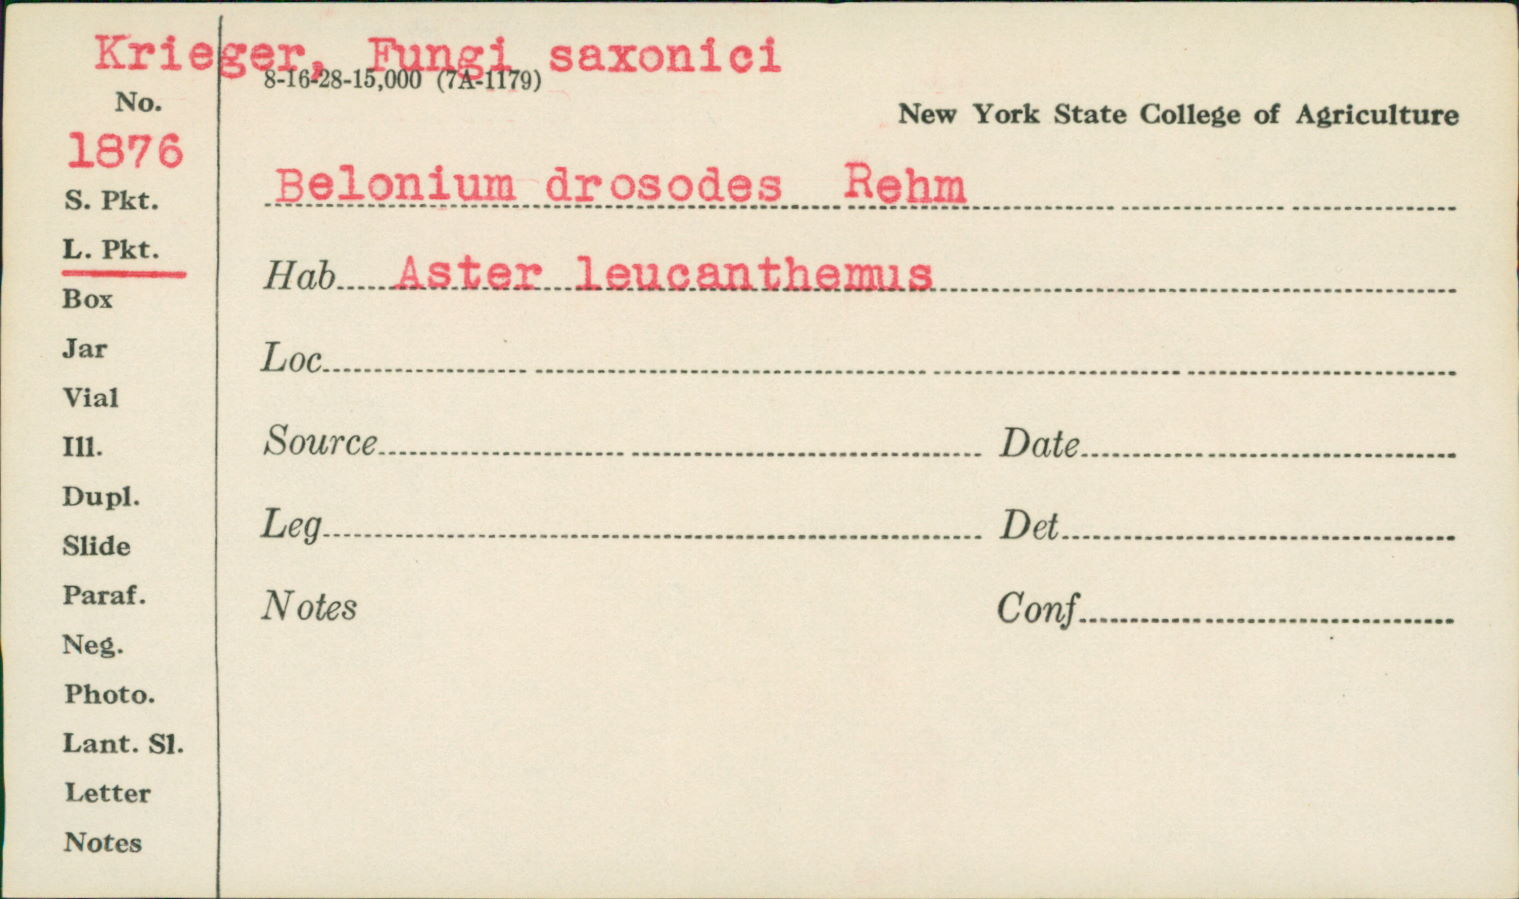 Krieger, Fungi saxonici
8-16-28-15,000 (7A-1179)
No.
New York State College of Agriculture
1876
Belonium drosodes Rehm
S. Pkt.
L. Pkt.
Hab Aster leucanthemus
Box
Jar
Loc
Vial
Ill.
Source Date
Dupl.
Leg Det
Slide
Paraf.
Notes Conf
Neg.
Photo.
Lant. Sl.
Letter
Notes